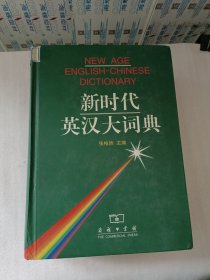 NEW AGE
ENGLISH-CHINESE
DICTIONARY
新时代
英汉大词典
张柏然 主编
商务印书馆
THE COMMERCIAL PRESS